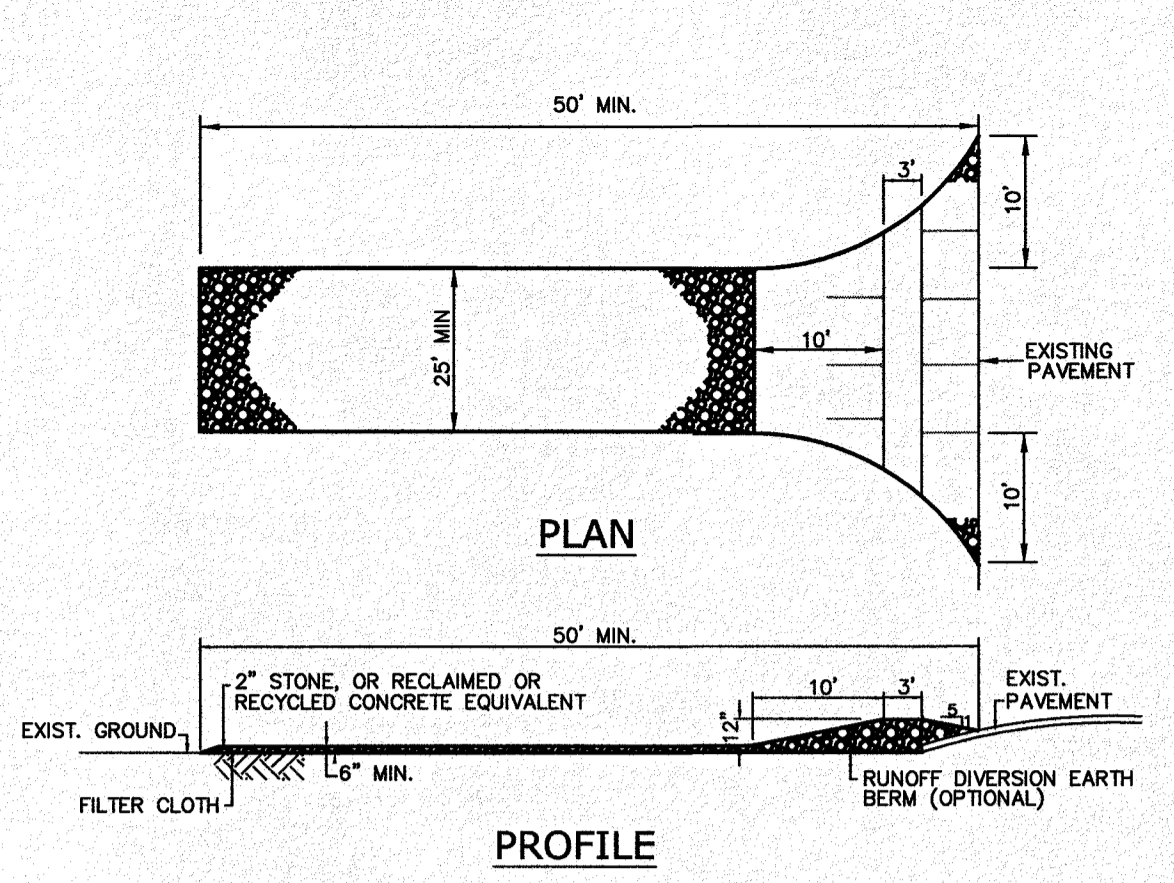 50' MIN.
3'
10'
25' MIN
10'
EXISTING
PAVEMENT
10'
PLAN
50' MIN.
2" STONE, OR RECLAIMED OR
RECYCLED CONCRETE EQUIVALENT
10'
3'
EXIST.
PAVEMENT
12"
5
1
EXIST. GROUND
6" MIN.
FILTER CLOTH
RUNOFF DIVERSION EARTH
BERM (OPTIONAL)
PROFILE